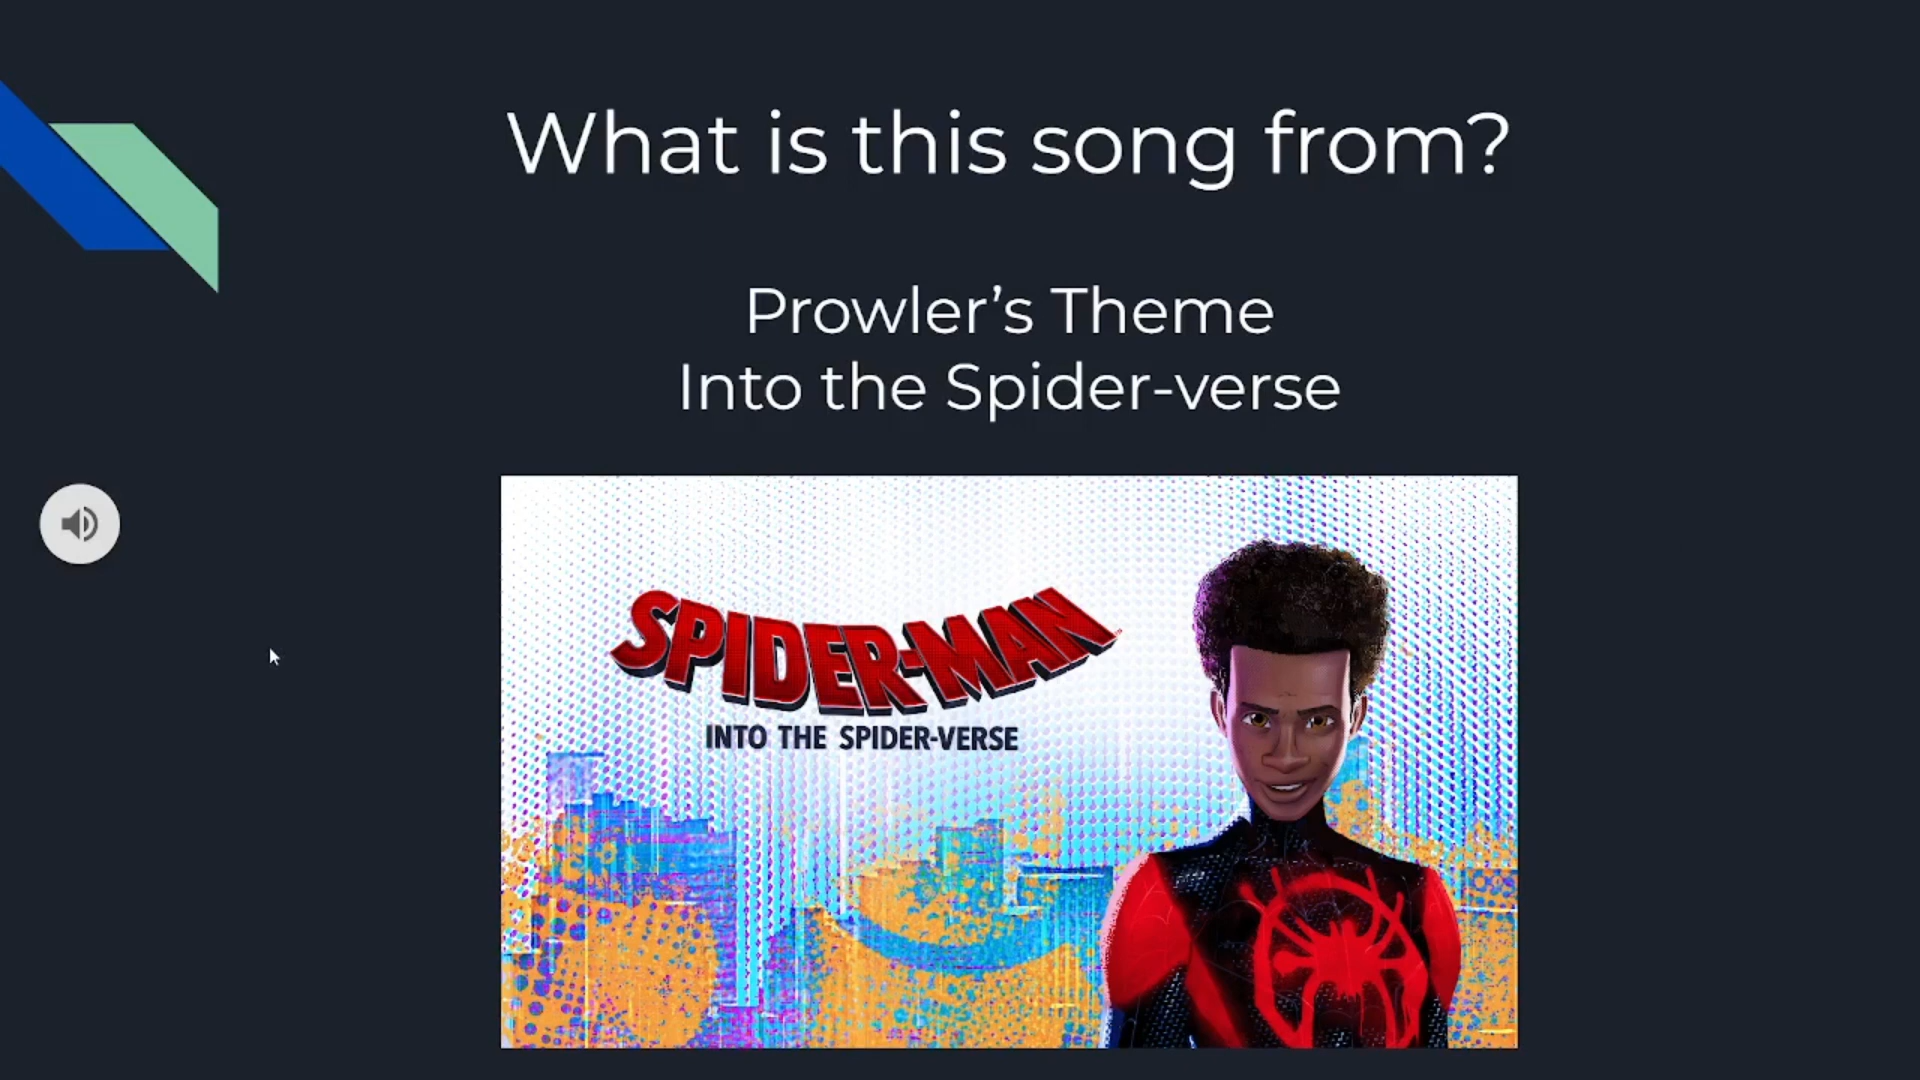 What is this song from?
Prowler’s Theme
Into the Spider-verse
SPIDER-MAN
INTO THE SPIDER-VERSE